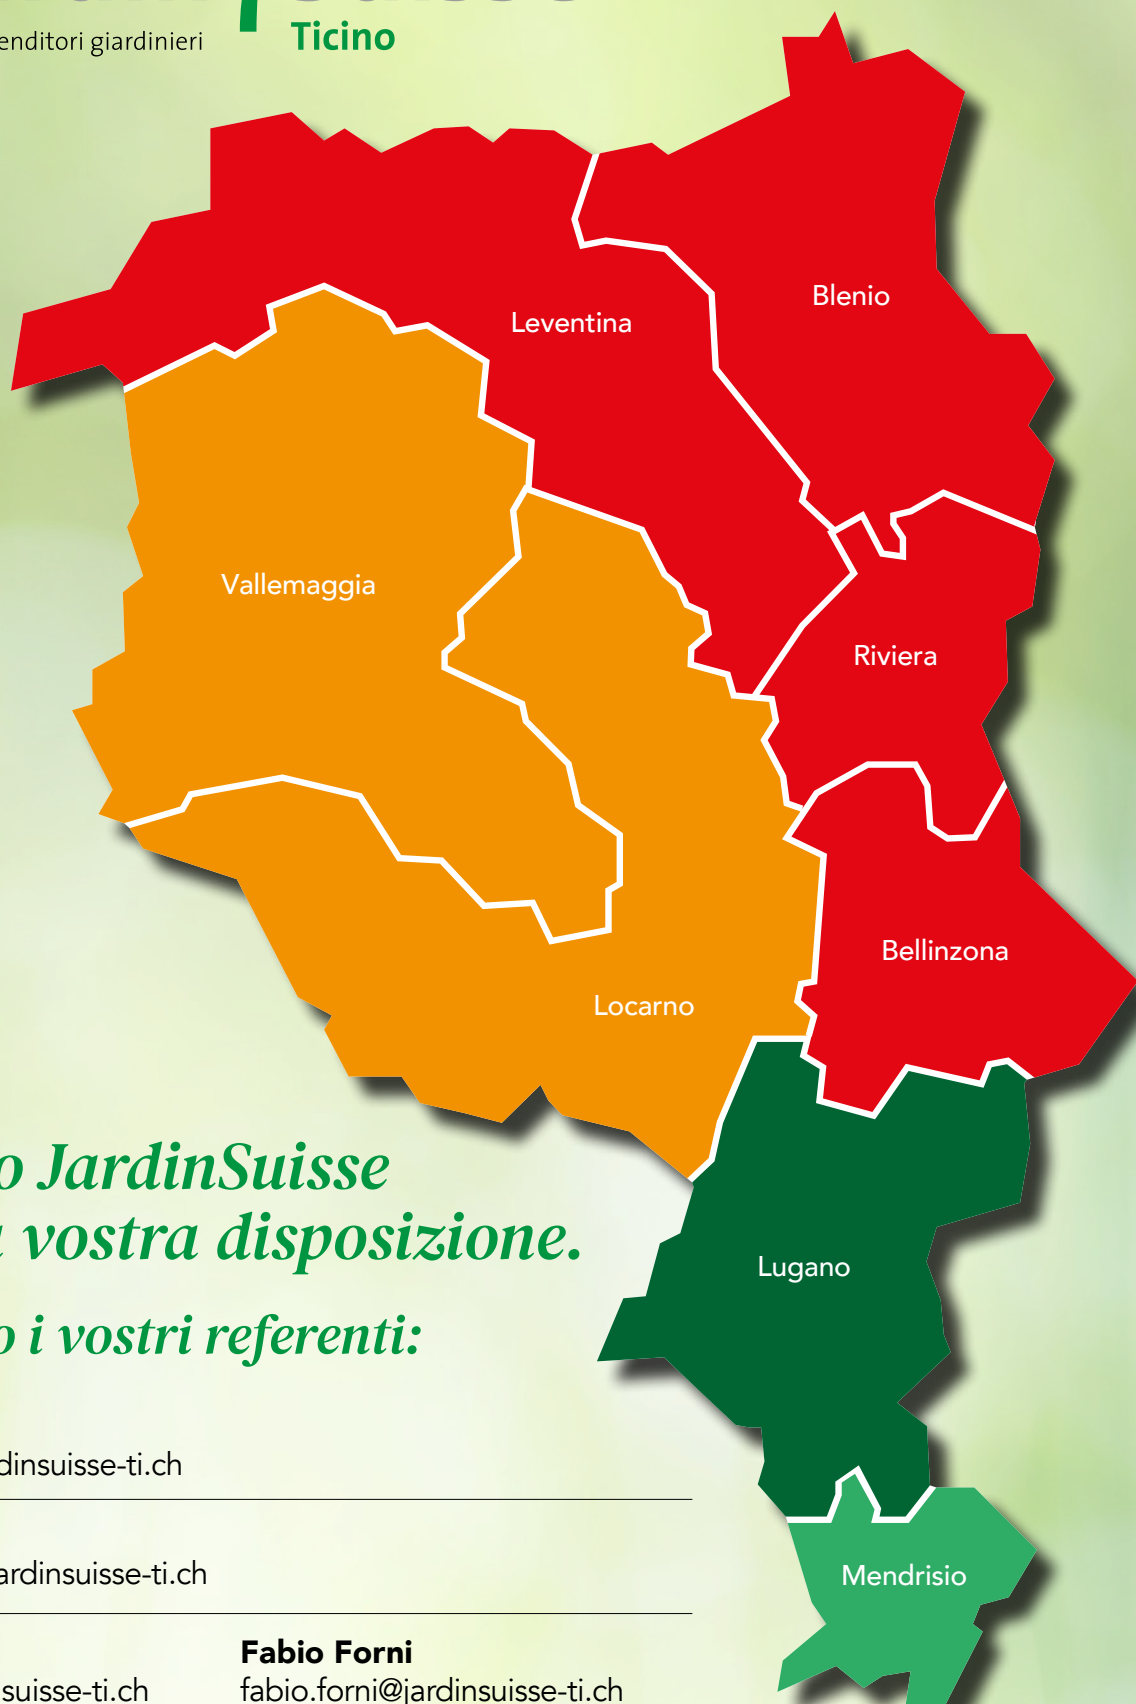 enditori giardinieri
Ticino
Blenio
Leventina
Vallemaggia
Riviera
Bellinzona
Locarno
o JardinSuisse
a vostra disposizione.
Lugano
o i vostri referenti:
dinsuisse-ti.ch
ardinsuisse-ti.ch
Mendrisio
Fabio Forni
suisse-ti.ch
fabio.forni@jardinsuisse-ti.ch